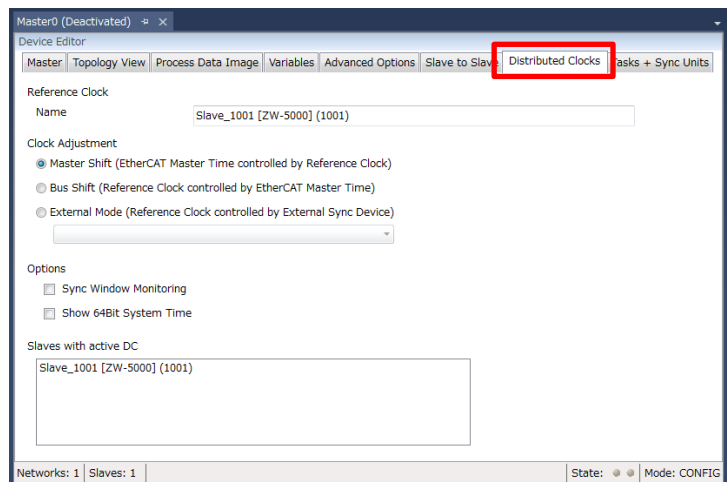 Master0 (Deactivated)
Device Editor
Master Topology View Process Data Image Variables Advanced Options Slave to Slave Distributed Clocks Tasks + Sync Units
Reference Clock
Name Slave_1001 [ZW-5000] (1001)
Clock Adjustment
Master Shift (EtherCAT Master Time controlled by Reference Clock)
Bus Shift (Reference Clock controlled by EtherCAT Master Time)
External Mode (Reference Clock controlled by External Sync Device)
Options
Sync Window Monitoring
Show 64Bit System Time
Slaves with active DC
Slave_1001 [ZW-5000] (1001)
Networks: 1 Slaves: 1 State: Mode: CONFIG